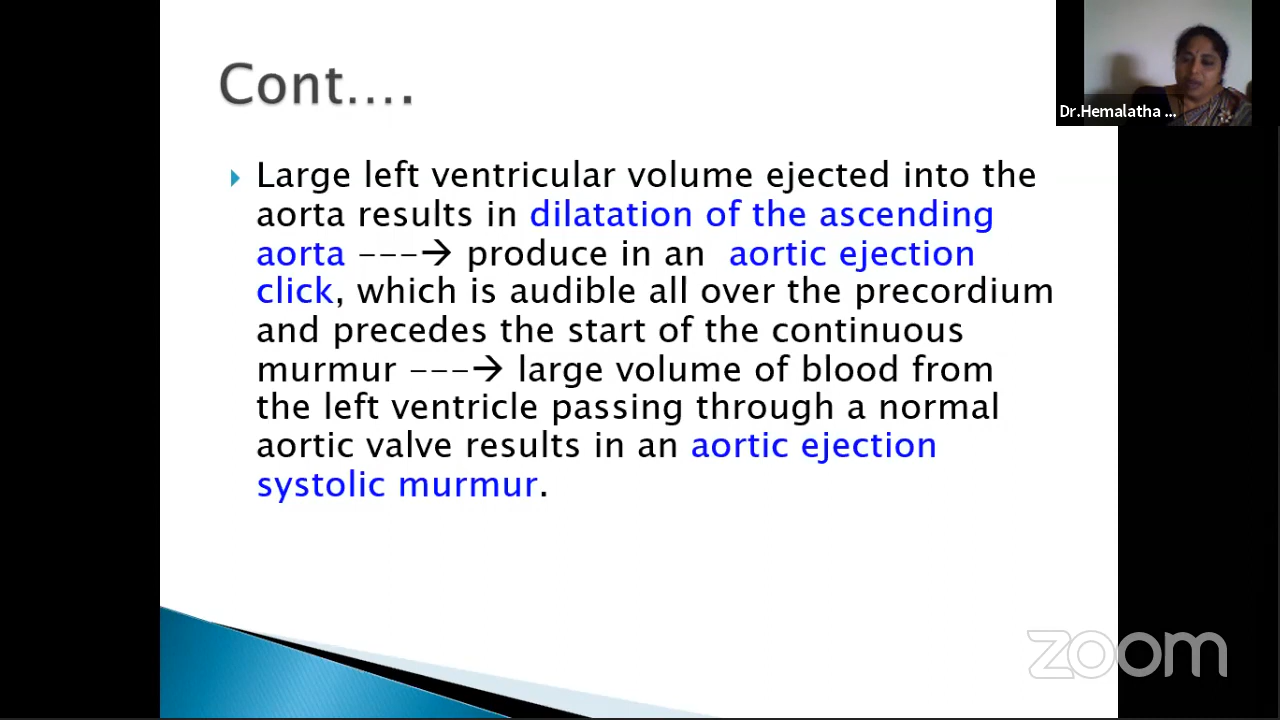 Cont....
Large left ventricular volume ejected into the
aorta results in dilatation of the ascending
aorta ---→ produce in an aortic ejection
click, which is audible all over the precordium
and precedes the start of the continuous
murmur ---→ large volume of blood from
the left ventricle passing through a normal
aortic valve results in an aortic ejection
systolic murmur.
Dr.Hemalatha ...
zoom